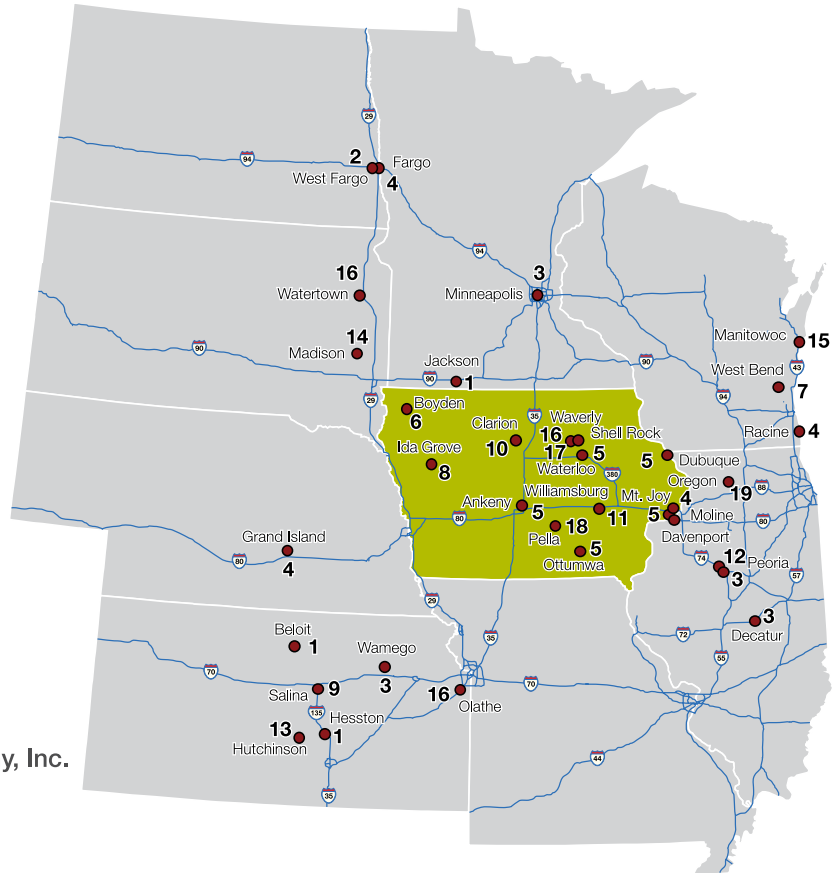 29
94
2
Fargo
West Fargo
4
94
16
3
Watertown
Minneapolis
14
Madison
90
Manitowoc
15
43
West Bend
7
94
90
Jackson
90
1
29
Boyden
6
35
Clarion
10
Waverly
16
Shell Rock
17
5
Waterloo
Racine
4
Ida Grove
8
380
5
Dubuque
Oregon
19
88
Ankeny
5
Williamsburg
11
Mt. Joy
4
5
Moline
80
Davenport
80
18
Pella
5
Ottumwa
Grand Island
4
80
74
12
Peoria
3
57
29
3
Decatur
72
55
35
Beloit
1
Wamego
3
70
Salina
9
16
Olathe
70
135
Hesston
13
1
Hutchinson
y, Inc.
44
35